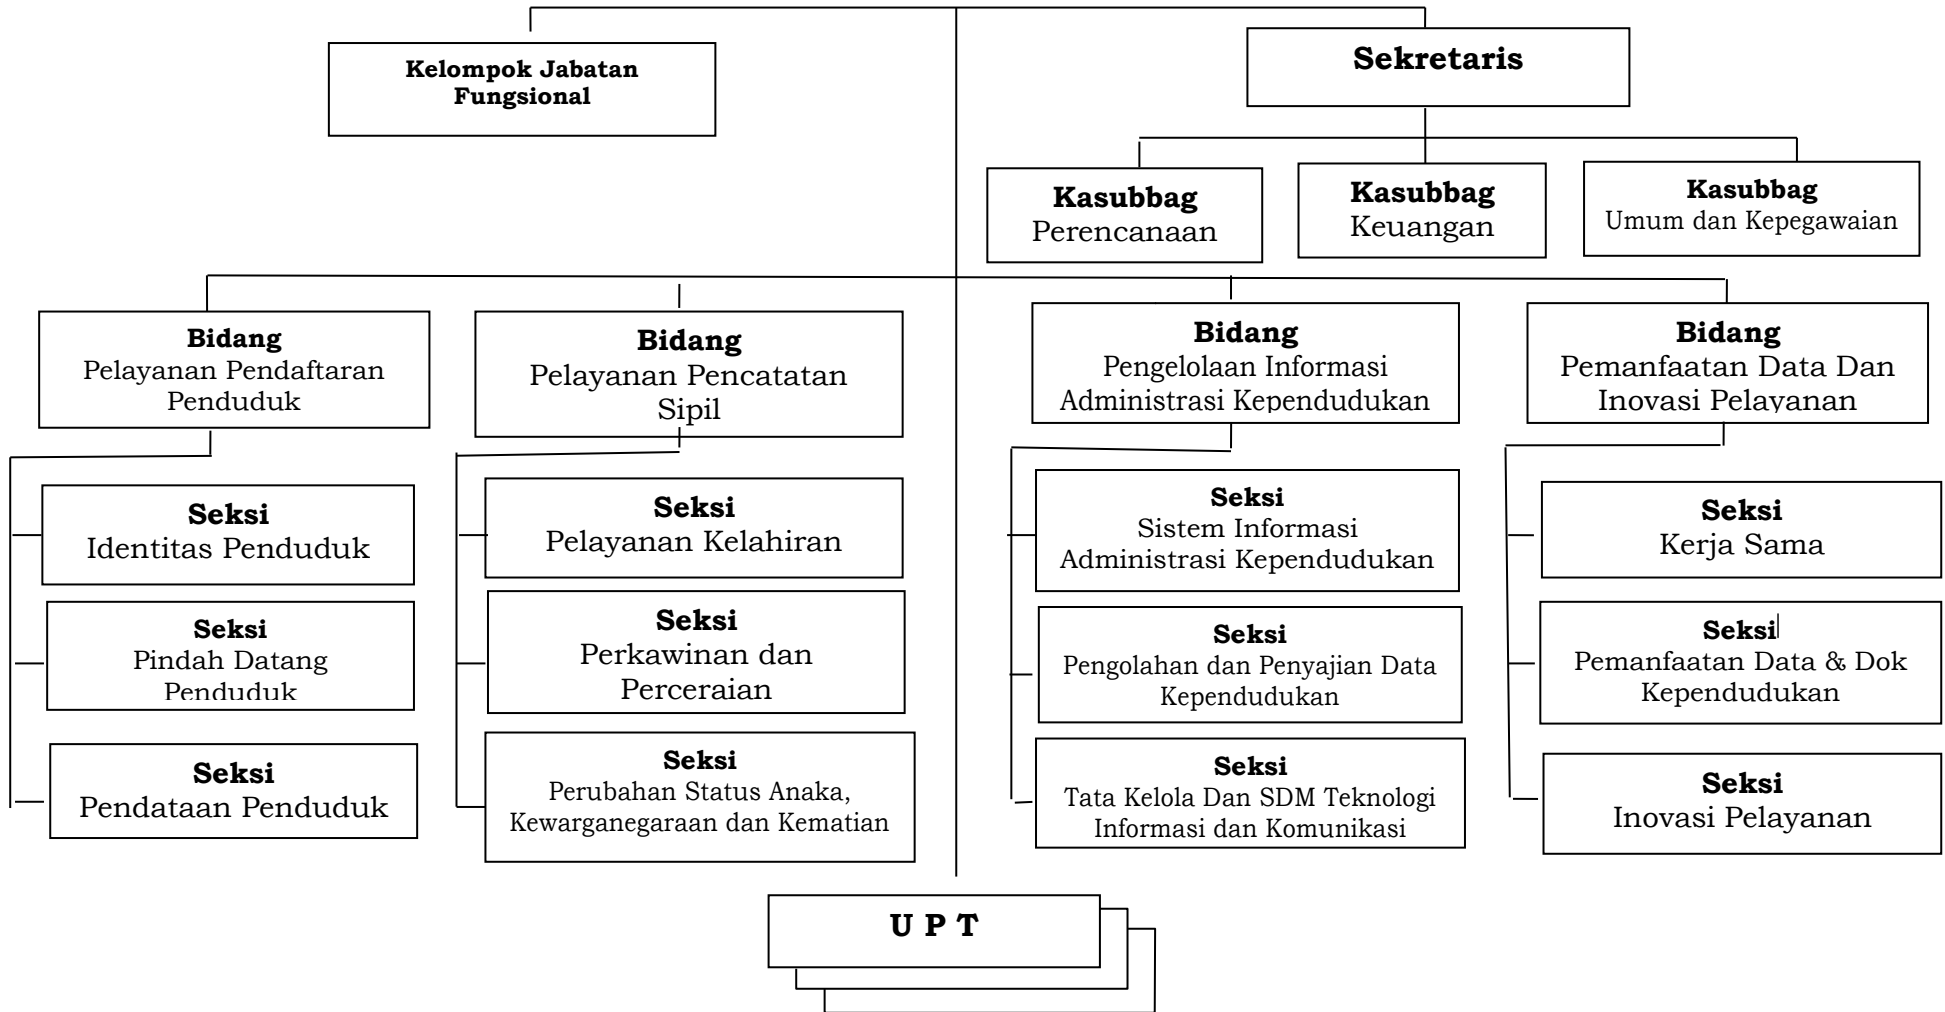 Kelompok Jabatan
Fungsional
Sekretaris
Kasubbag
Perencanaan
Kasubbag
Keuangan
Kasubbag
Umum dan Kepegawaian
Bidang
Pelayanan Pendaftaran
Penduduk
Bidang
Pelayanan Pencatatan
Sipil
Bidang
Pengelolaan Informasi
Administrasi Kependudukan
Bidang
Pemanfaatan Data Dan
Inovasi Pelayanan
Seksi
Identitas Penduduk
Seksi
Pindah Datang
Penduduk
Seksi
Pendataan Penduduk
Seksi
Pelayanan Kelahiran
Seksi
Perkawinan dan
Perceraian
Seksi
Perubahan Status Anaka,
Kewarganegaraan dan Kematian
Seksi
Sistem Informasi
Administrasi Kependudukan
Seksi
Pengolahan dan Penyajian Data
Kependudukan
Seksi
Tata Kelola Dan SDM Teknologi
Informasi dan Komunikasi
Seksi
Kerja Sama
Seksi
Pemanfaatan Data & Dok
Kependudukan
Seksi
Inovasi Pelayanan
U P T